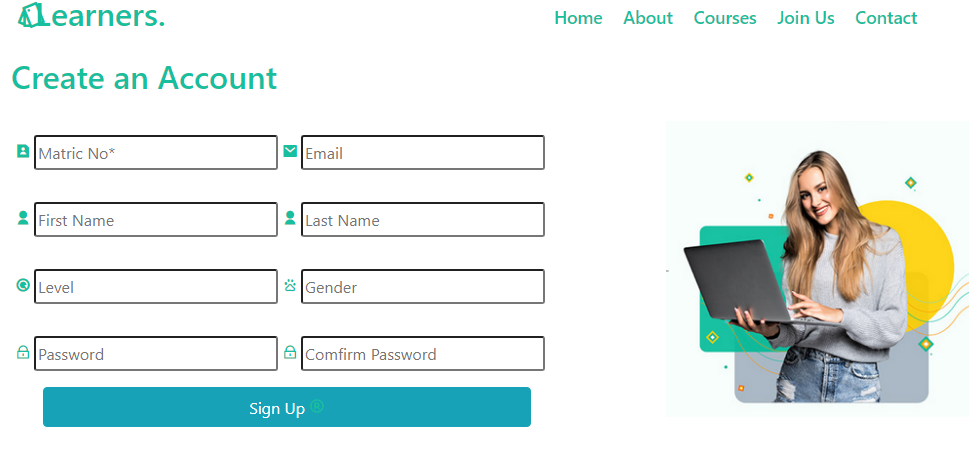 Learners.
Home About Courses Join Us Contact
Create an Account
Matric No* Email
First Name Last Name
Level Gender
Password Comfirm Password
Sign Up ®